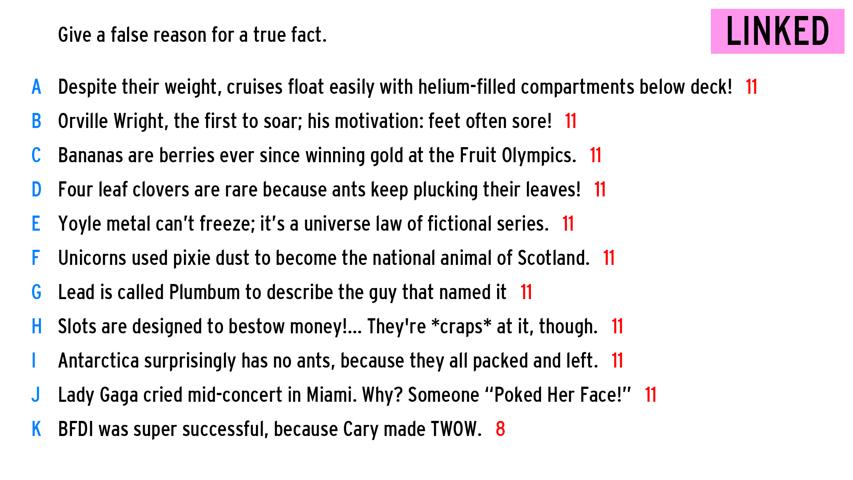 Give a false reason for a true fact.
LINKED
A Despite their weight, cruises float easily with helium-filled compartments below deck! 11
B Orville Wright, the first to soar; his motivation: feet often sore! 11
C Bananas are berries ever since winning gold at the Fruit Olympics. 11
D Four leaf clovers are rare because ants keep plucking their leaves! 11
E Yoyle metal can’t freeze; it’s a universe law of fictional series. 11
F Unicorns used pixie dust to become the national animal of Scotland. 11
G Lead is called Plumbum to describe the guy that named it 11
H Slots are designed to bestow money!... They're *craps* at it, though. 11
I Antarctica surprisingly has no ants, because they all packed and left. 11
J Lady Gaga cried mid-concert in Miami. Why? Someone “Poked Her Face!” 11
K BFDI was super successful, because Cary made TWOW. 8